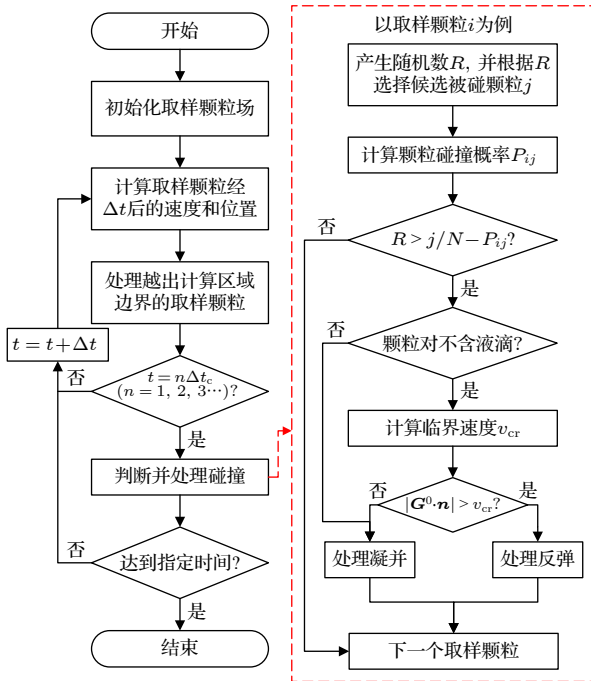 开始
初始化取样颗粒场
计算取样颗粒经
Δt后的速度和位置
处理越出计算区域
边界的取样颗粒
t = t+Δt
否
t = nΔt_c
(n = 1, 2, 3⋯)?
是
判断并处理碰撞
否
达到指定时间?
是
结束
以取样颗粒i为例
产生随机数R, 并根据R
选择候选被碰颗粒j
计算颗粒碰撞概率P_ij
否
R > j/N − P_ij?
是
否
颗粒对不含液滴?
是
计算临界速度v_cr
否
|G⁰·n| > v_cr?
是
处理凝并
处理反弹
下一个取样颗粒